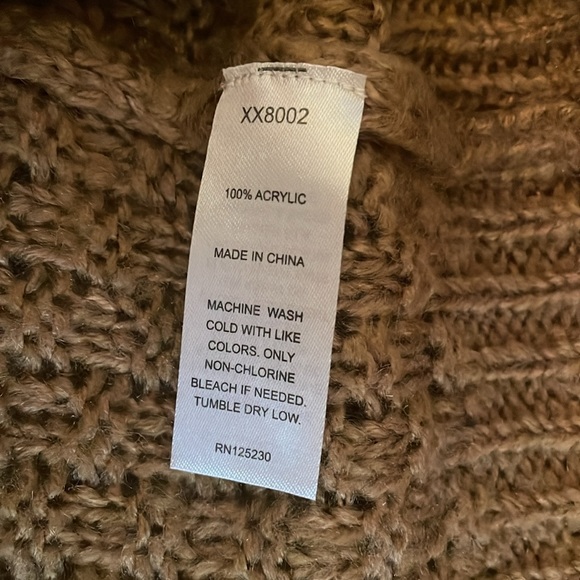 XX8002
100% ACRYLIC
MADE IN CHINA
MACHINE WASH
COLD WITH LIKE
COLORS. ONLY
NON-CHLORINE
BLEACH IF NEEDED.
TUMBLE DRY LOW.
RN125230